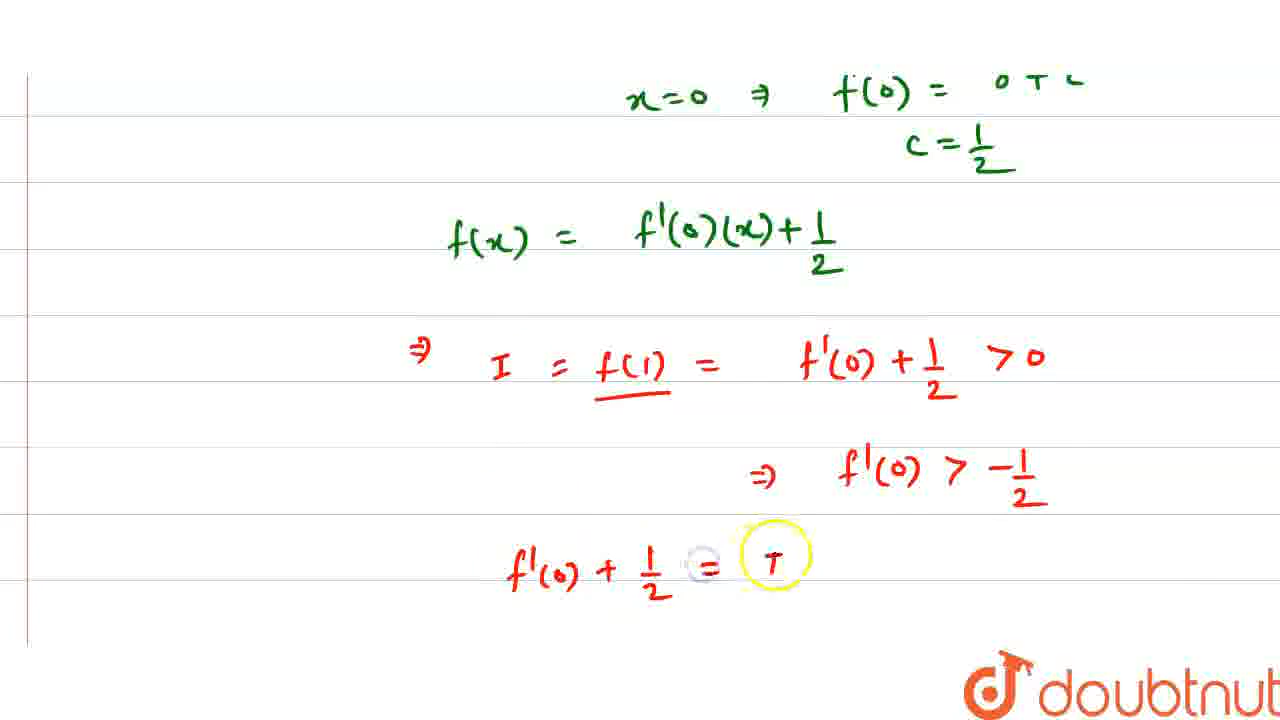 x=0 ⇒ f(0) = 0 + c
c = 1/2
f(x) = f'(0)(x) + 1/2
⇒ I = f(1) = f'(0) + 1/2 > 0
⇒ f'(0) > -1/2
f'(0) + 1/2 = I
doubtnut